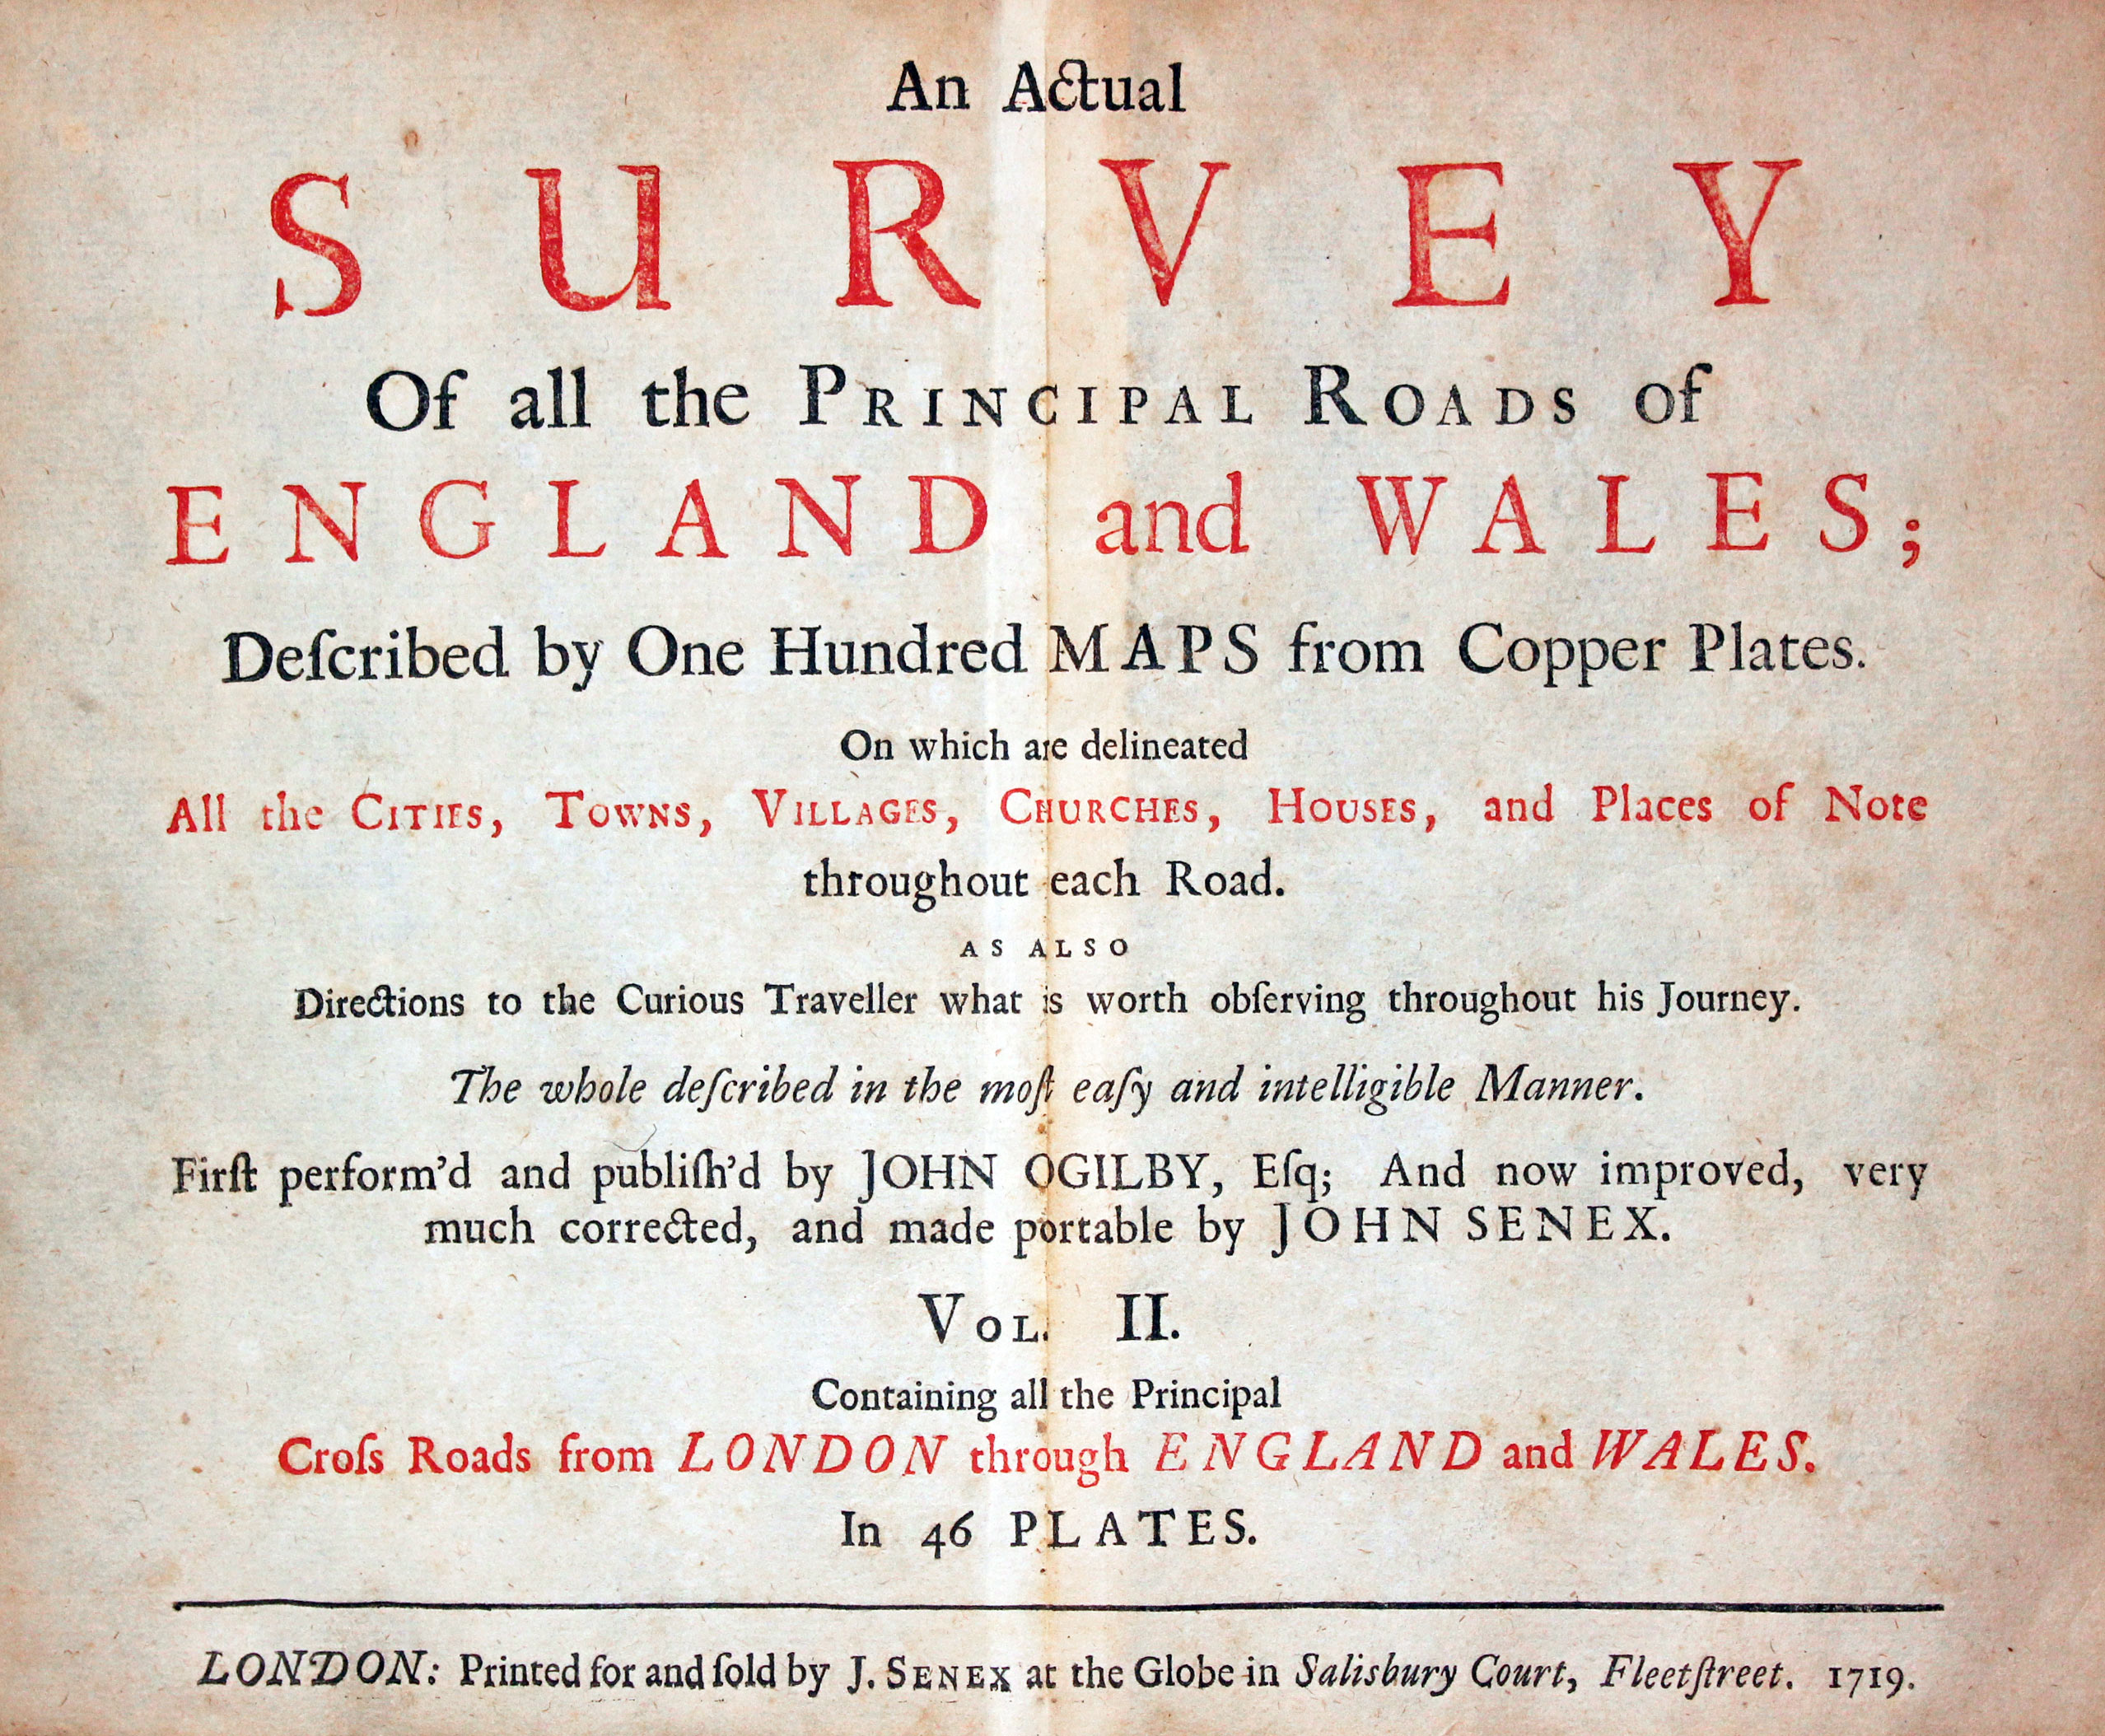 An Actual
SURVEY
Of all the PRINCIPAL ROADS of
ENGLAND and WALES;
Deſcribed by One Hundred MAPS from Copper Plates.
On which are delineated
All the CITIES, TOWNS, VILLAGES, CHURCHES, HOUSES, and Places of Note
throughout each Road.
AS ALSO
Directions to the Curious Traveller what is worth obſerving throughout his Journey.
The whole deſcribed in the moſt eaſy and intelligible Manner.
Firſt perform'd and publiſh'd by JOHN OGILBY, Eſq; And now improved, very
much corrected, and made portable by JOHN SENEX.
VOL. II.
Containing all the Principal
Croſs Roads from LONDON through ENGLAND and WALES.
In 46 PLATES.
LONDON: Printed for and ſold by J. SENEX at the Globe in Salisbury Court, Fleetſtreet. 1719.